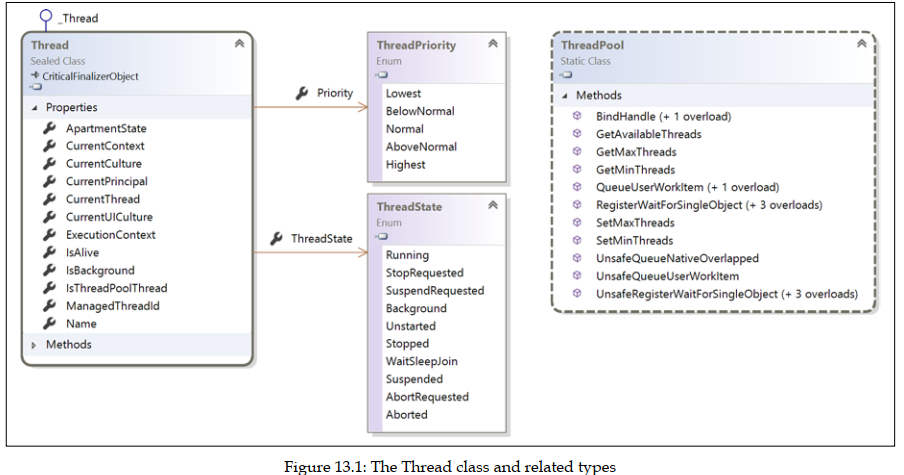 _Thread
Thread
Sealed Class
CriticalFinalizerObject
Properties
ApartmentState
CurrentContext
CurrentCulture
CurrentPrincipal
CurrentThread
CurrentUICulture
ExecutionContext
IsAlive
IsBackground
IsThreadPoolThread
ManagedThreadId
Name
Methods
Priority
ThreadState
ThreadPriority
Enum
Lowest
BelowNormal
Normal
AboveNormal
Highest
ThreadState
Enum
Running
StopRequested
SuspendRequested
Background
Unstarted
Stopped
WaitSleepJoin
Suspended
AbortRequested
Aborted
ThreadPool
Static Class
Methods
BindHandle (+ 1 overload)
GetAvailableThreads
GetMaxThreads
GetMinThreads
QueueUserWorkItem (+ 1 overload)
RegisterWaitForSingleObject (+ 3 overloads)
SetMaxThreads
SetMinThreads
UnsafeQueueNativeOverlapped
UnsafeQueueUserWorkItem
UnsafeRegisterWaitForSingleObject (+ 3 overloads)
Figure 13.1: The Thread class and related types